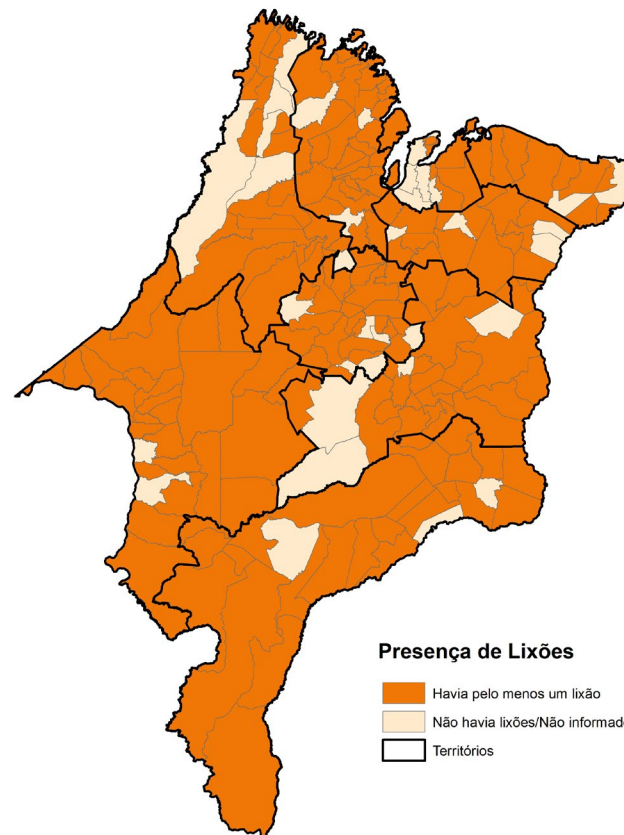 Presença de Lixões
Havia pelo menos um lixão
Não havia lixões/Não informad
Territórios